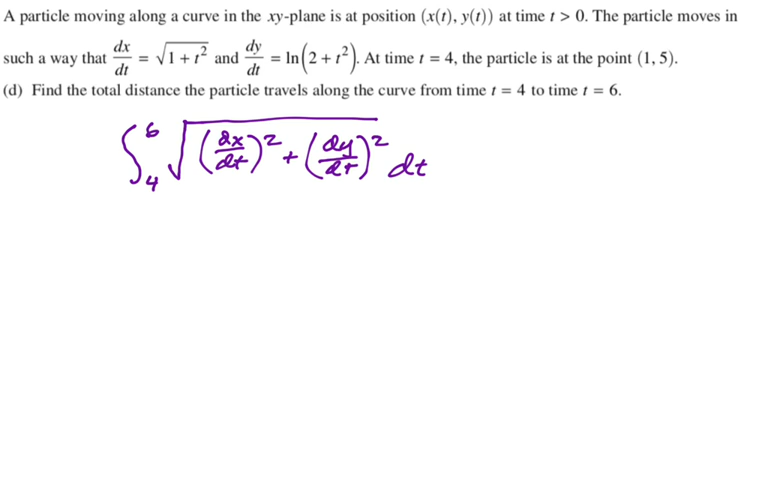 A particle moving along a curve in the xy-plane is at position (x(t), y(t)) at time t > 0. The particle moves in
such a way that dx/dt = √(1 + t²) and dy/dt = ln(2 + t²). At time t = 4, the particle is at the point (1, 5).
(d) Find the total distance the particle travels along the curve from time t = 4 to time t = 6.
∫₄⁶ √((dx/dt)² + (dy/dt)²) dt